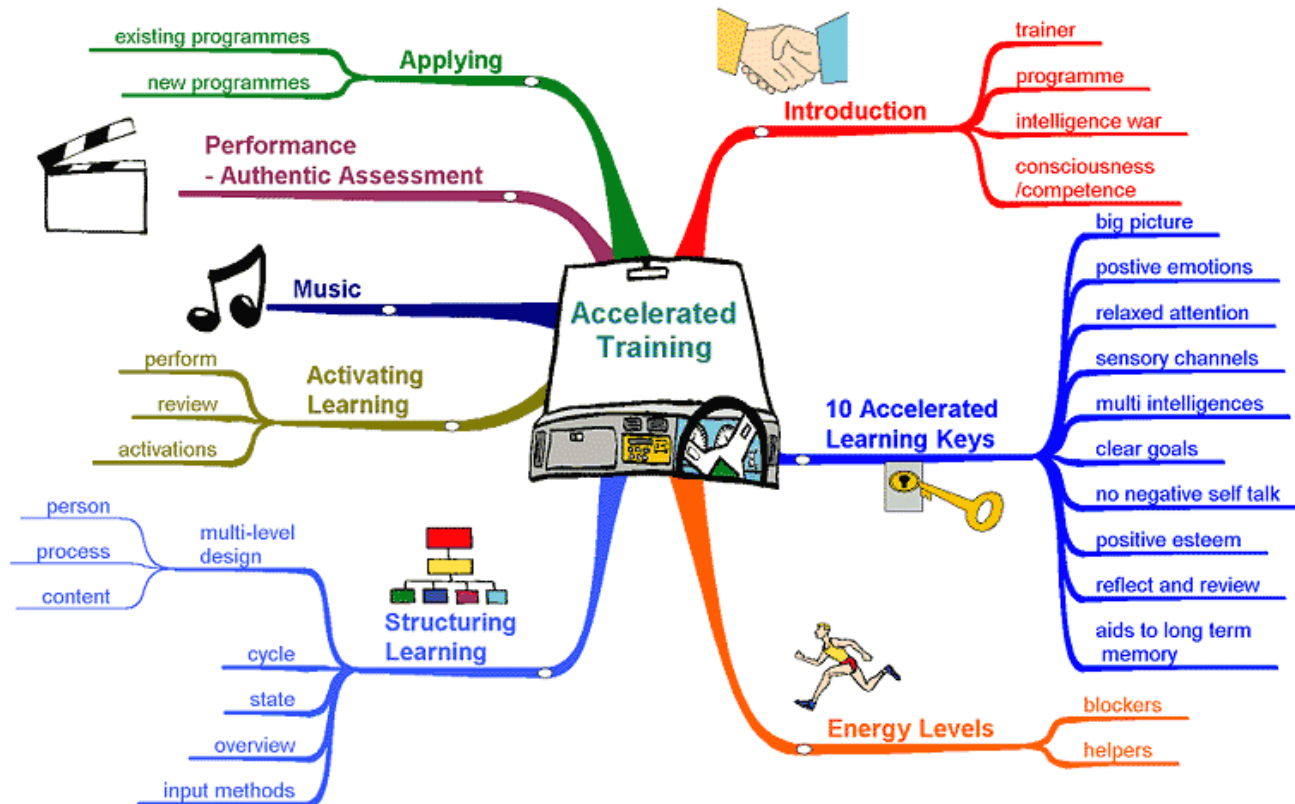 Accelerated
Training
Introduction
trainer
programme
intelligence war
consciousness
/competence
10 Accelerated
Learning Keys
big picture
postive emotions
relaxed attention
sensory channels
multi intelligences
clear goals
no negative self talk
positive esteem
reflect and review
aids to long term
memory
Energy Levels
blockers
helpers
Structuring
Learning
multi-level
design
person
process
content
cycle
state
overview
input methods
Activating
Learning
perform
review
activations
Music
Performance
- Authentic Assessment
Applying
existing programmes
new programmes